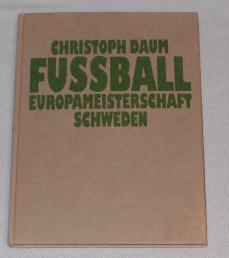 CHRISTOPH DAUM
FUSSBALL
EUROPAMEISTERSCHAFT
SCHWEDEN